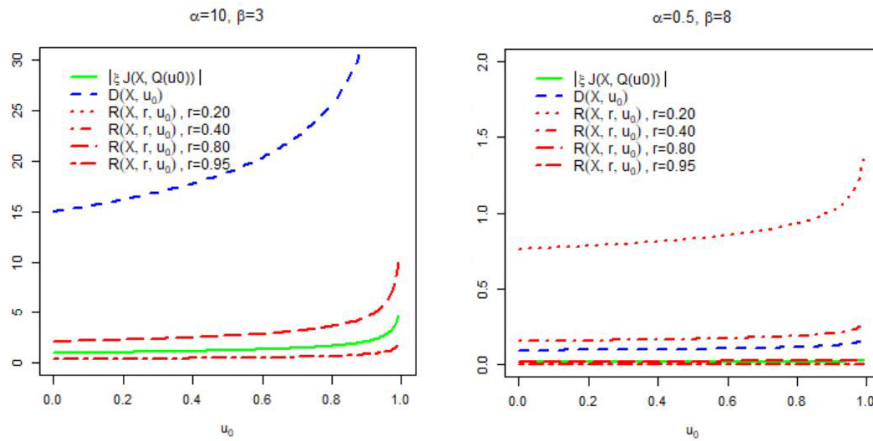 α=10, β=3
30
25
20
15
10
5
0
|ξJ(X, Q(u0))|
D(X, u₀)
R(X, r, u₀) , r=0.20
R(X, r, u₀) , r=0.40
R(X, r, u₀) , r=0.80
R(X, r, u₀) , r=0.95
0.0 0.2 0.4 0.6 0.8 1.0
u₀
α=0.5, β=8
2.0
1.5
1.0
0.5
0.0
|ξJ(X, Q(u0))|
D(X, u₀)
R(X, r, u₀) , r=0.20
R(X, r, u₀) , r=0.40
R(X, r, u₀) , r=0.80
R(X, r, u₀) , r=0.95
0.0 0.2 0.4 0.6 0.8 1.0
u₀